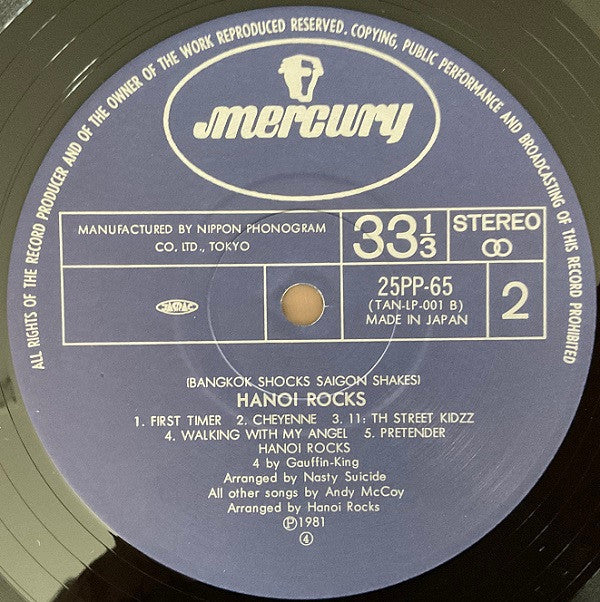 ALL RIGHTS OF THE RECORD PRODUCER AND OF THE OWNER OF THE WORK REPRODUCED RESERVED. COPYING, PUBLIC PERFORMANCE AND BROADCASTING OF THIS RECORD PROHIBITED
mercury
MANUFACTURED BY NIPPON PHONOGRAM
CO, LTD., TOKYO
33 1/3
STEREO
JASRAC
25PP-65
(TAN-LP-001 B)
MADE IN JAPAN
2
(BANGKOK SHOCKS SAIGON SHAKES)
HANOI ROCKS
1. FIRST TIMER 2. CHEYENNE 3. 11: TH STREET KIDZZ
4. WALKING WITH MY ANGEL 5. PRETENDER
HANOI ROCKS
4 by Gauffin-King
Arranged by Nasty Suicide
All other songs by Andy McCoy
Arranged by Hanoi Rocks
Ⓟ1981
④